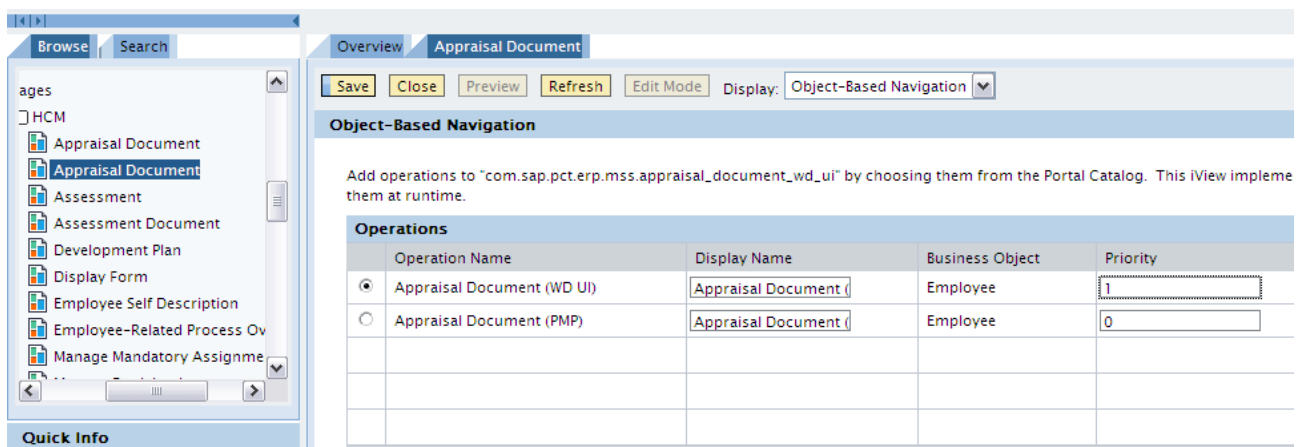 Browse Search
ages
HCM
Appraisal Document
Appraisal Document
Assessment
Assessment Document
Development Plan
Display Form
Employee Self Description
Employee-Related Process Ov
Manage Mandatory Assignme
Quick Info
Overview Appraisal Document
Save Close Preview Refresh Edit Mode Display: Object-Based Navigation
Object-Based Navigation
Add operations to "com.sap.pct.erp.mss.appraisal_document_wd_ui" by choosing them from the Portal Catalog. This iView impleme
them at runtime.
Operations
Operation Name Display Name Business Object Priority
Appraisal Document (WD UI) Appraisal Document ( Employee 1
Appraisal Document (PMP) Appraisal Document ( Employee 0